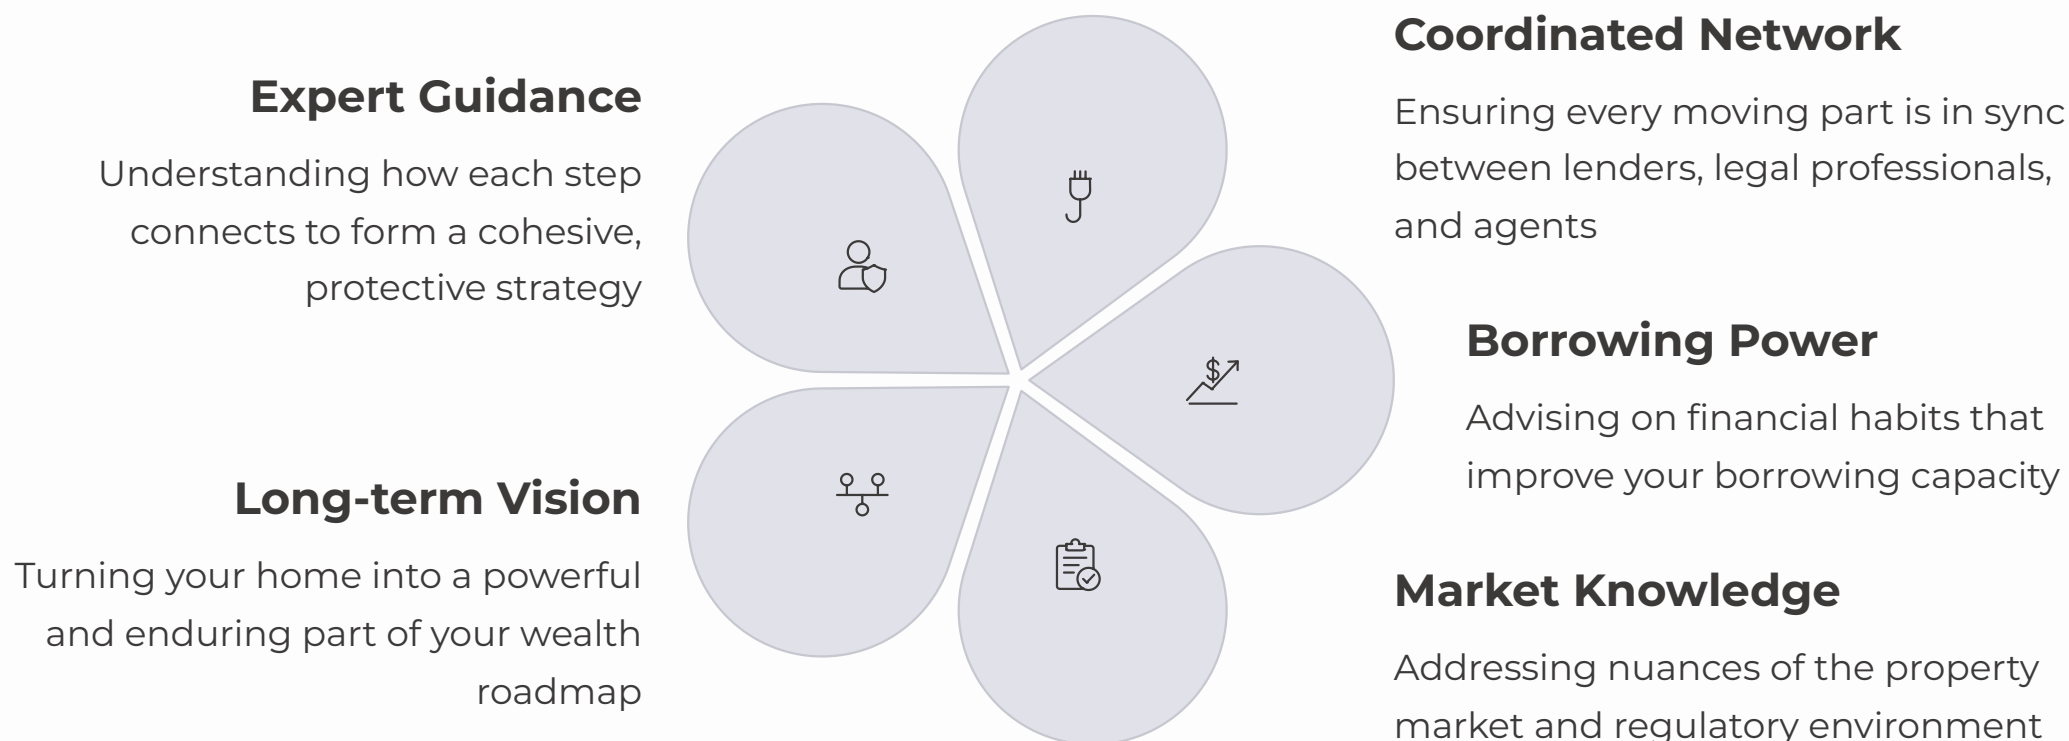 Expert Guidance
Understanding how each step
connects to form a cohesive,
protective strategy
Long-term Vision
Turning your home into a powerful
and enduring part of your wealth
roadmap
Coordinated Network
Ensuring every moving part is in sync
between lenders, legal professionals,
and agents
Borrowing Power
Advising on financial habits that
improve your borrowing capacity
Market Knowledge
Addressing nuances of the property
market and regulatory environment
$